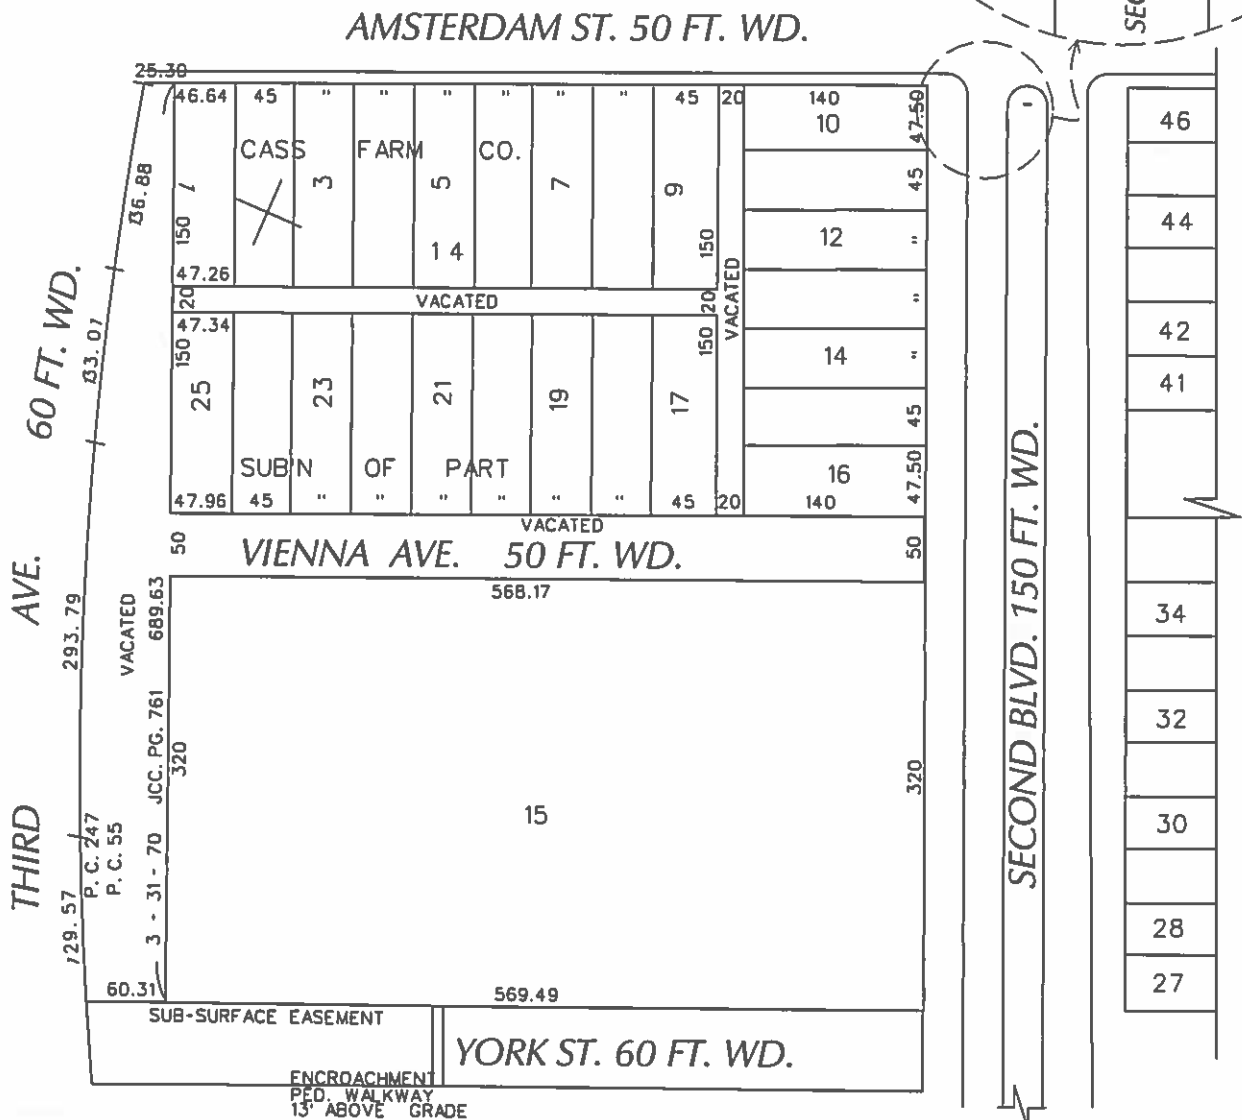 AMSTERDAM ST. 50 FT. WD.
SEC
25.30
46.64 45 " " " " " " 45 20 140
47.50
10
46
CASS FARM CO.
136.88
1 3 5 7 9
45
44
150 14 150
12 "
47.26
20 VACATED 20
VACATED
"
47.34
42
150 150
14 "
133.01
60 FT. WD.
41
25 23 21 19 17
45
SUB'N OF PART
16
47.50
47.96 45 " " " " " " 45 20 140
VACATED
50 VIENNA AVE. 50 FT. WD. 50
568.17
THIRD AVE.
293.79
VACATED
689.63
34
SECOND BLVD. 150 FT. WD.
32
3 - 31 - 70 JCC. PG. 761
320
320
15
30
P. C. 247
P. C. 55
129.57
28
27
60.31
569.49
SUB-SURFACE EASEMENT
YORK ST. 60 FT. WD.
ENCROACHMENT
PED. WALKWAY
13' ABOVE GRADE